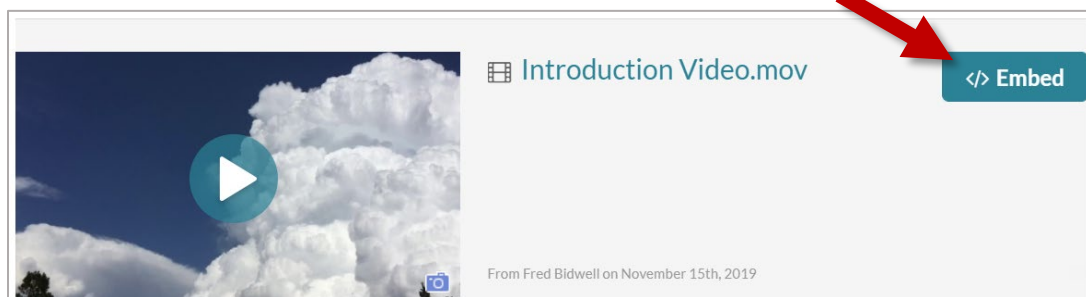 Introduction Video.mov
</> Embed
From Fred Bidwell on November 15th, 2019